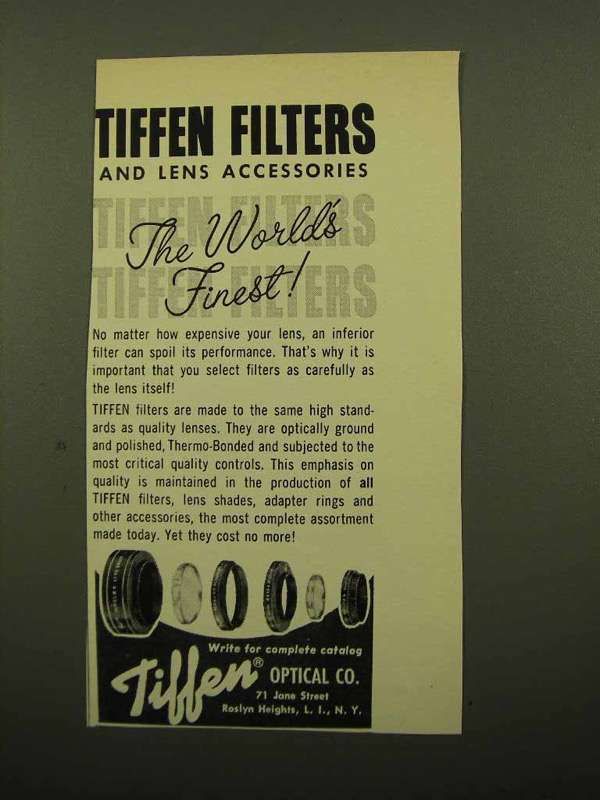 TIFFEN FILTERS
AND LENS ACCESSORIES
TIFFEN FILTERS
The World's
TIFFEN FILTERS
Finest!
No matter how expensive your lens, an inferior
filter can spoil its performance. That's why it is
important that you select filters as carefully as
the lens itself!
TIFFEN filters are made to the same high stand-
ards as quality lenses. They are optically ground
and polished, Thermo-Bonded and subjected to the
most critical quality controls. This emphasis on
quality is maintained in the production of all
TIFFEN filters, lens shades, adapter rings and
other accessories, the most complete assortment
made today. Yet they cost no more!
Write for complete catalog
Tiffen® OPTICAL CO.
71 Jane Street
Roslyn Heights, L. I., N. Y.